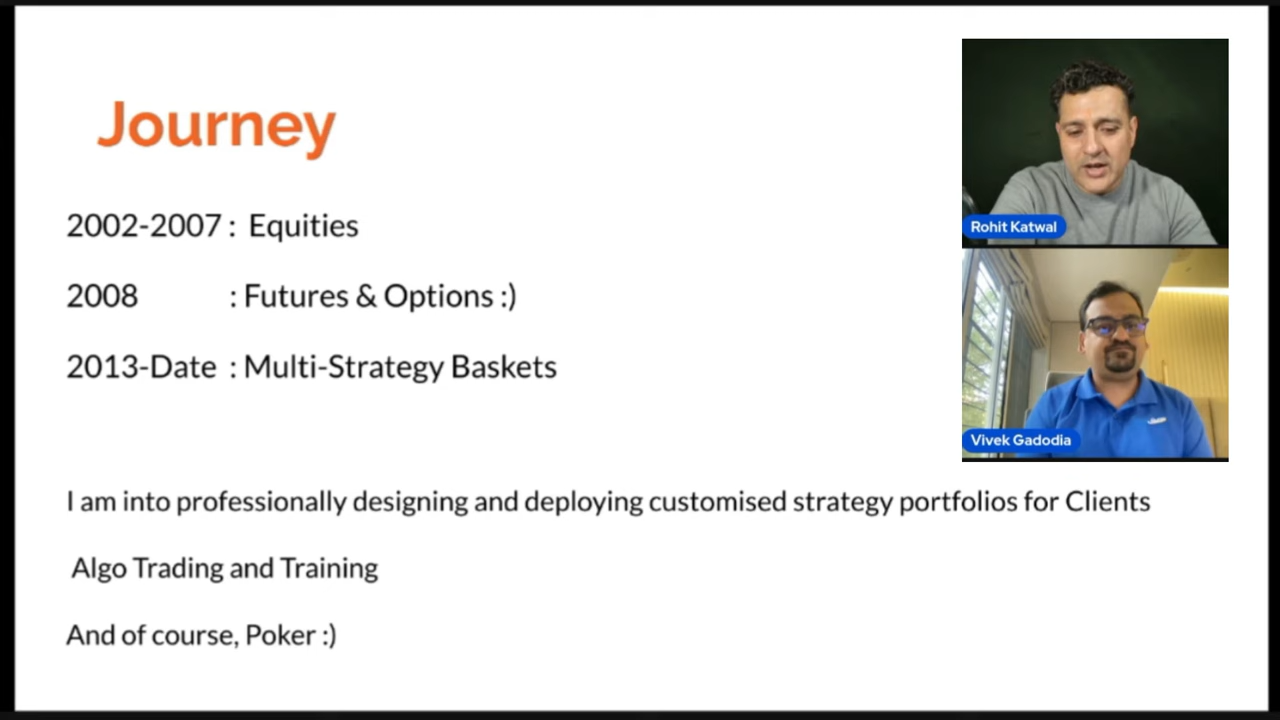 Journey
2002-2007 : Equities
2008 : Futures & Options :)
2013-Date : Multi-Strategy Baskets
I am into professionally designing and deploying customised strategy portfolios for Clients
Algo Trading and Training
And of course, Poker :)
Rohit Katwal
Vivek Gadodia